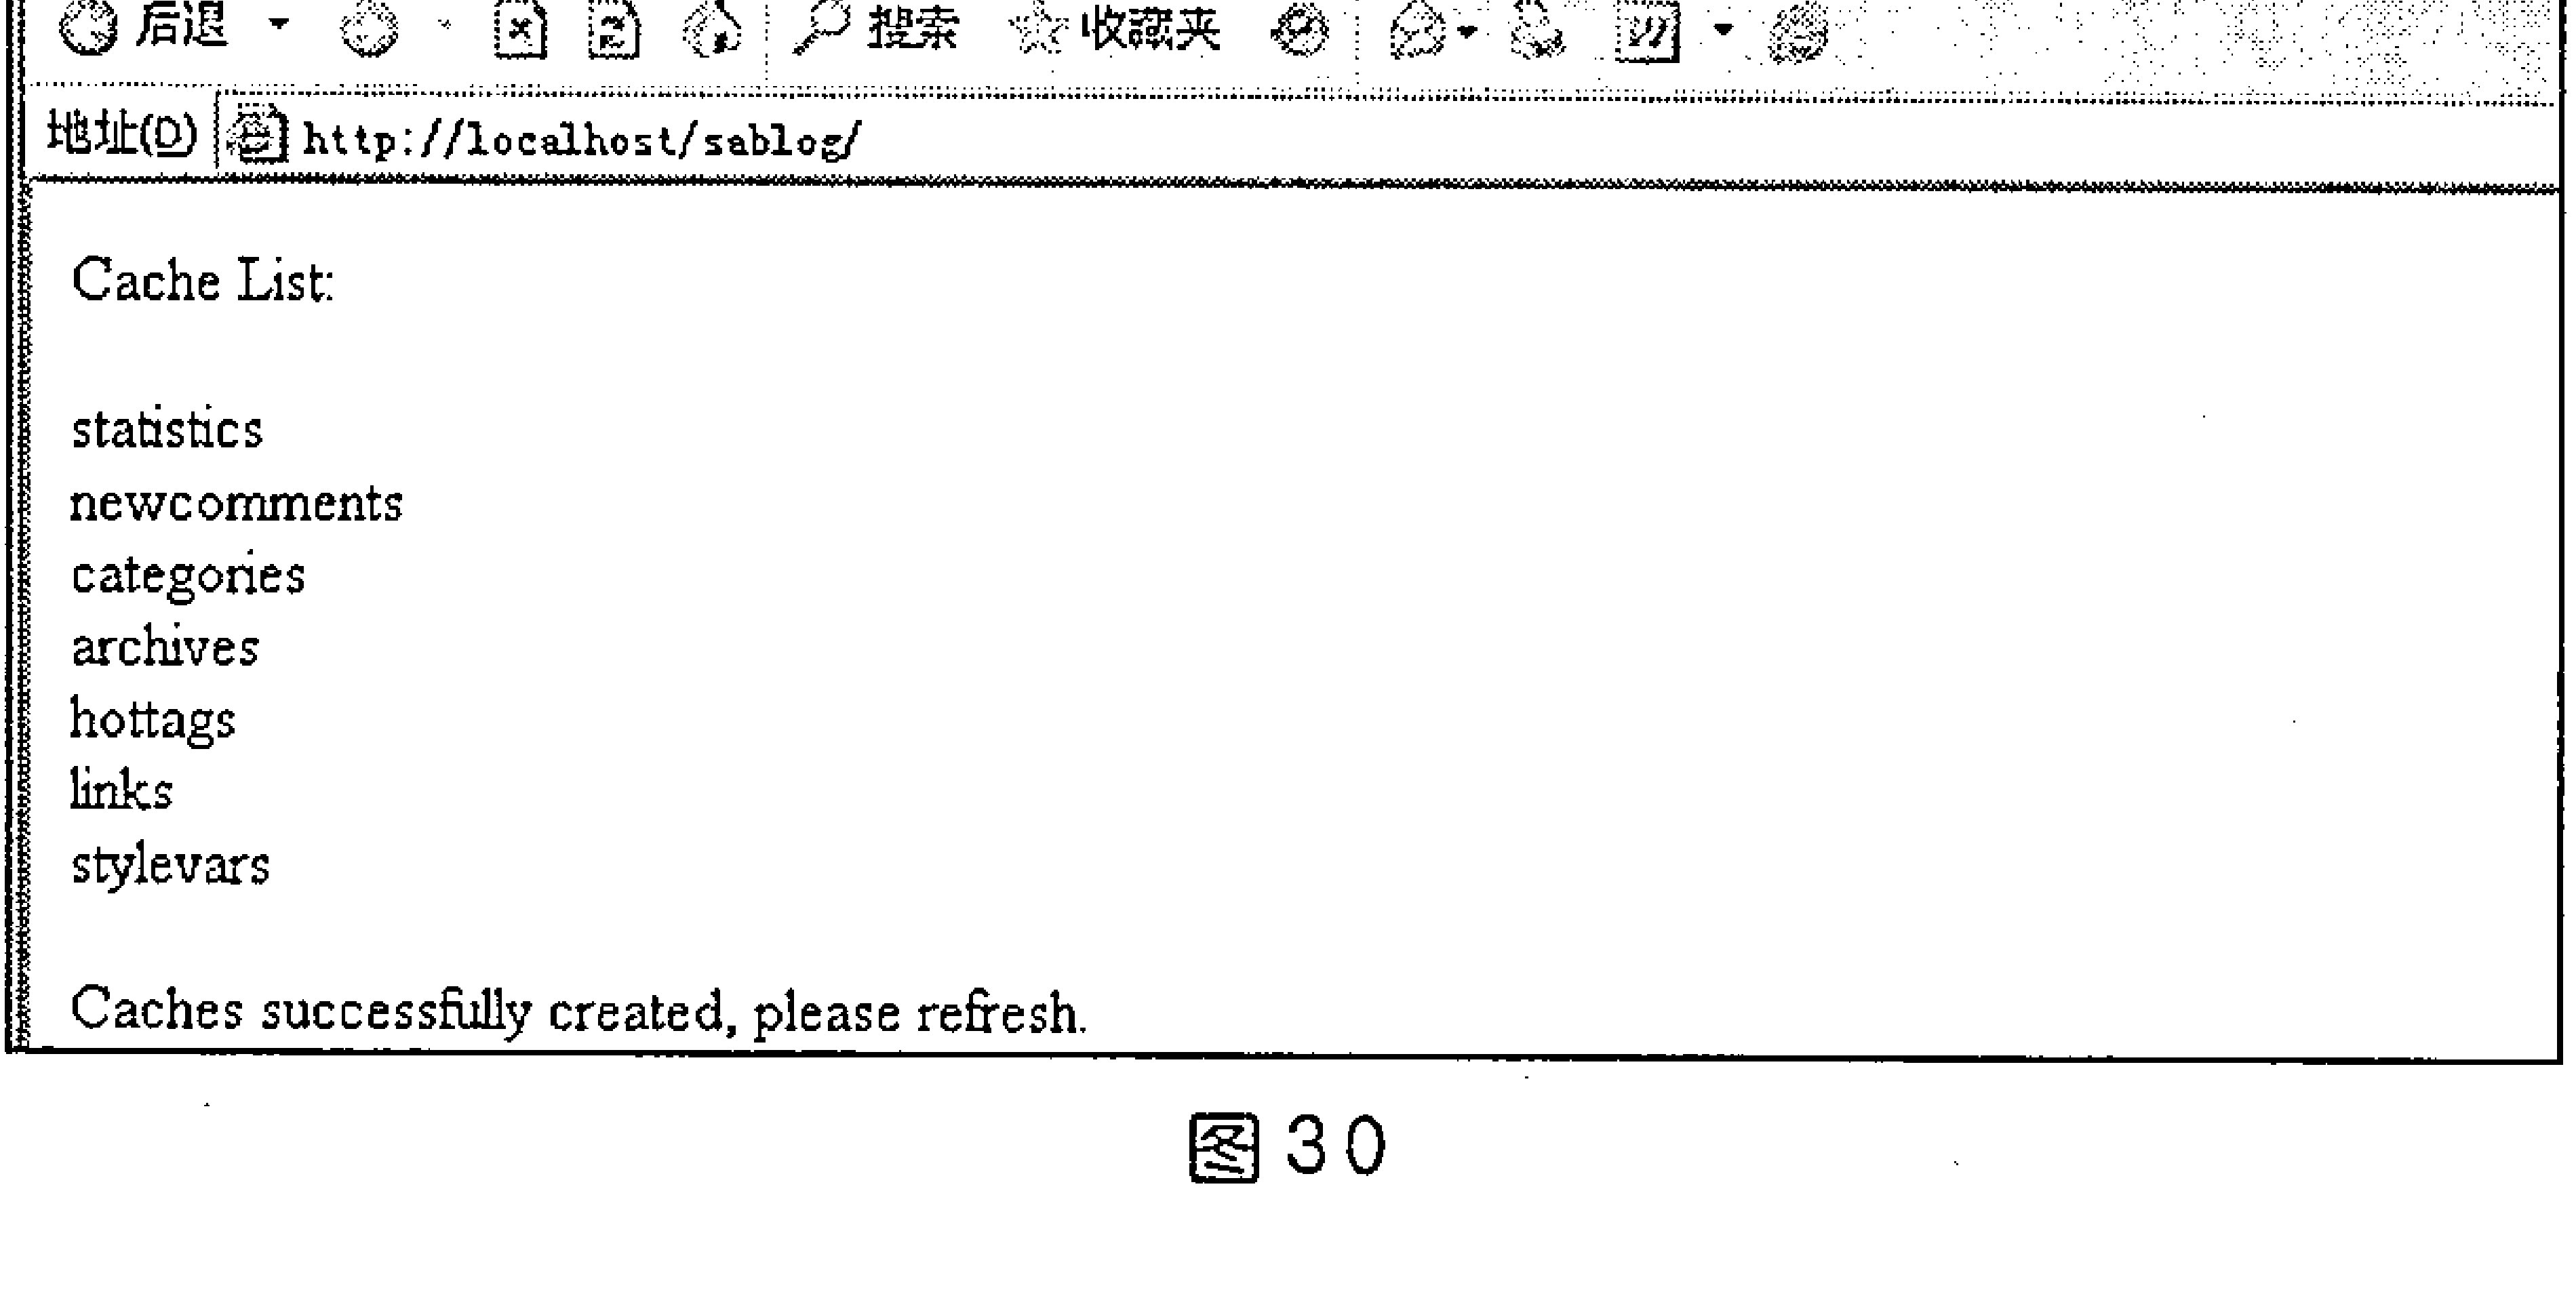 后退 搜索 收藏夹
地址(D) http://localhost/sablog/
Cache List:
statistics
newcomments
categories
archives
hottags
links
stylevars
Caches successfully created, please refresh.
图30